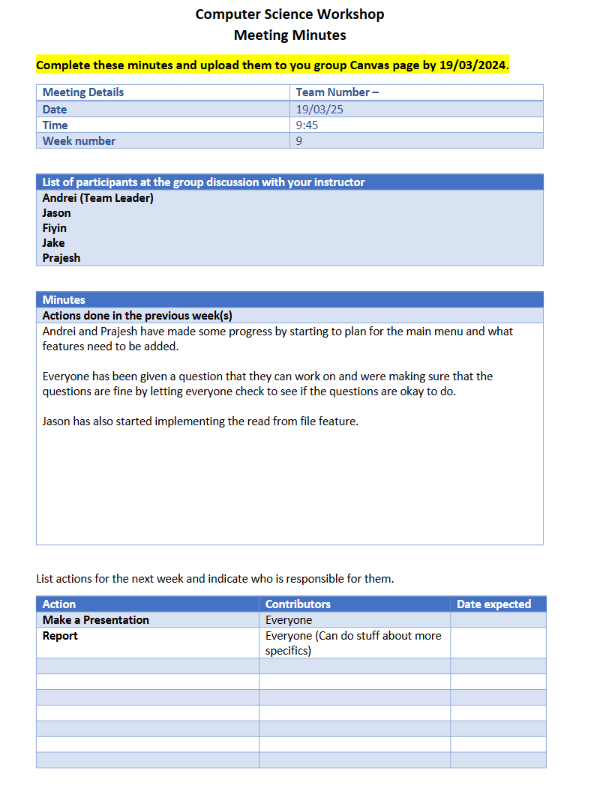 Computer Science Workshop
Meeting Minutes
Complete these minutes and upload them to you group Canvas page by 19/03/2024.
Meeting Details Team Number –
Date 19/03/25
Time 9:45
Week number 9
List of participants at the group discussion with your instructor
Andrei (Team Leader)
Jason
Fiyin
Jake
Prajesh
Minutes
Actions done in the previous week(s)
Andrei and Prajesh have made some progress by starting to plan for the main menu and what
features need to be added.
Everyone has been given a question that they can work on and were making sure that the
questions are fine by letting everyone check to see if the questions are okay to do.
Jason has also started implementing the read from file feature.
List actions for the next week and indicate who is responsible for them.
Action Contributors Date expected
Make a Presentation Everyone
Report Everyone (Can do stuff about more
specifics)